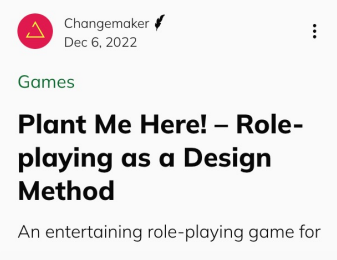 Changemaker
Dec 6, 2022
Games
Plant Me Here! – Role-
playing as a Design
Method
An entertaining role-playing game for